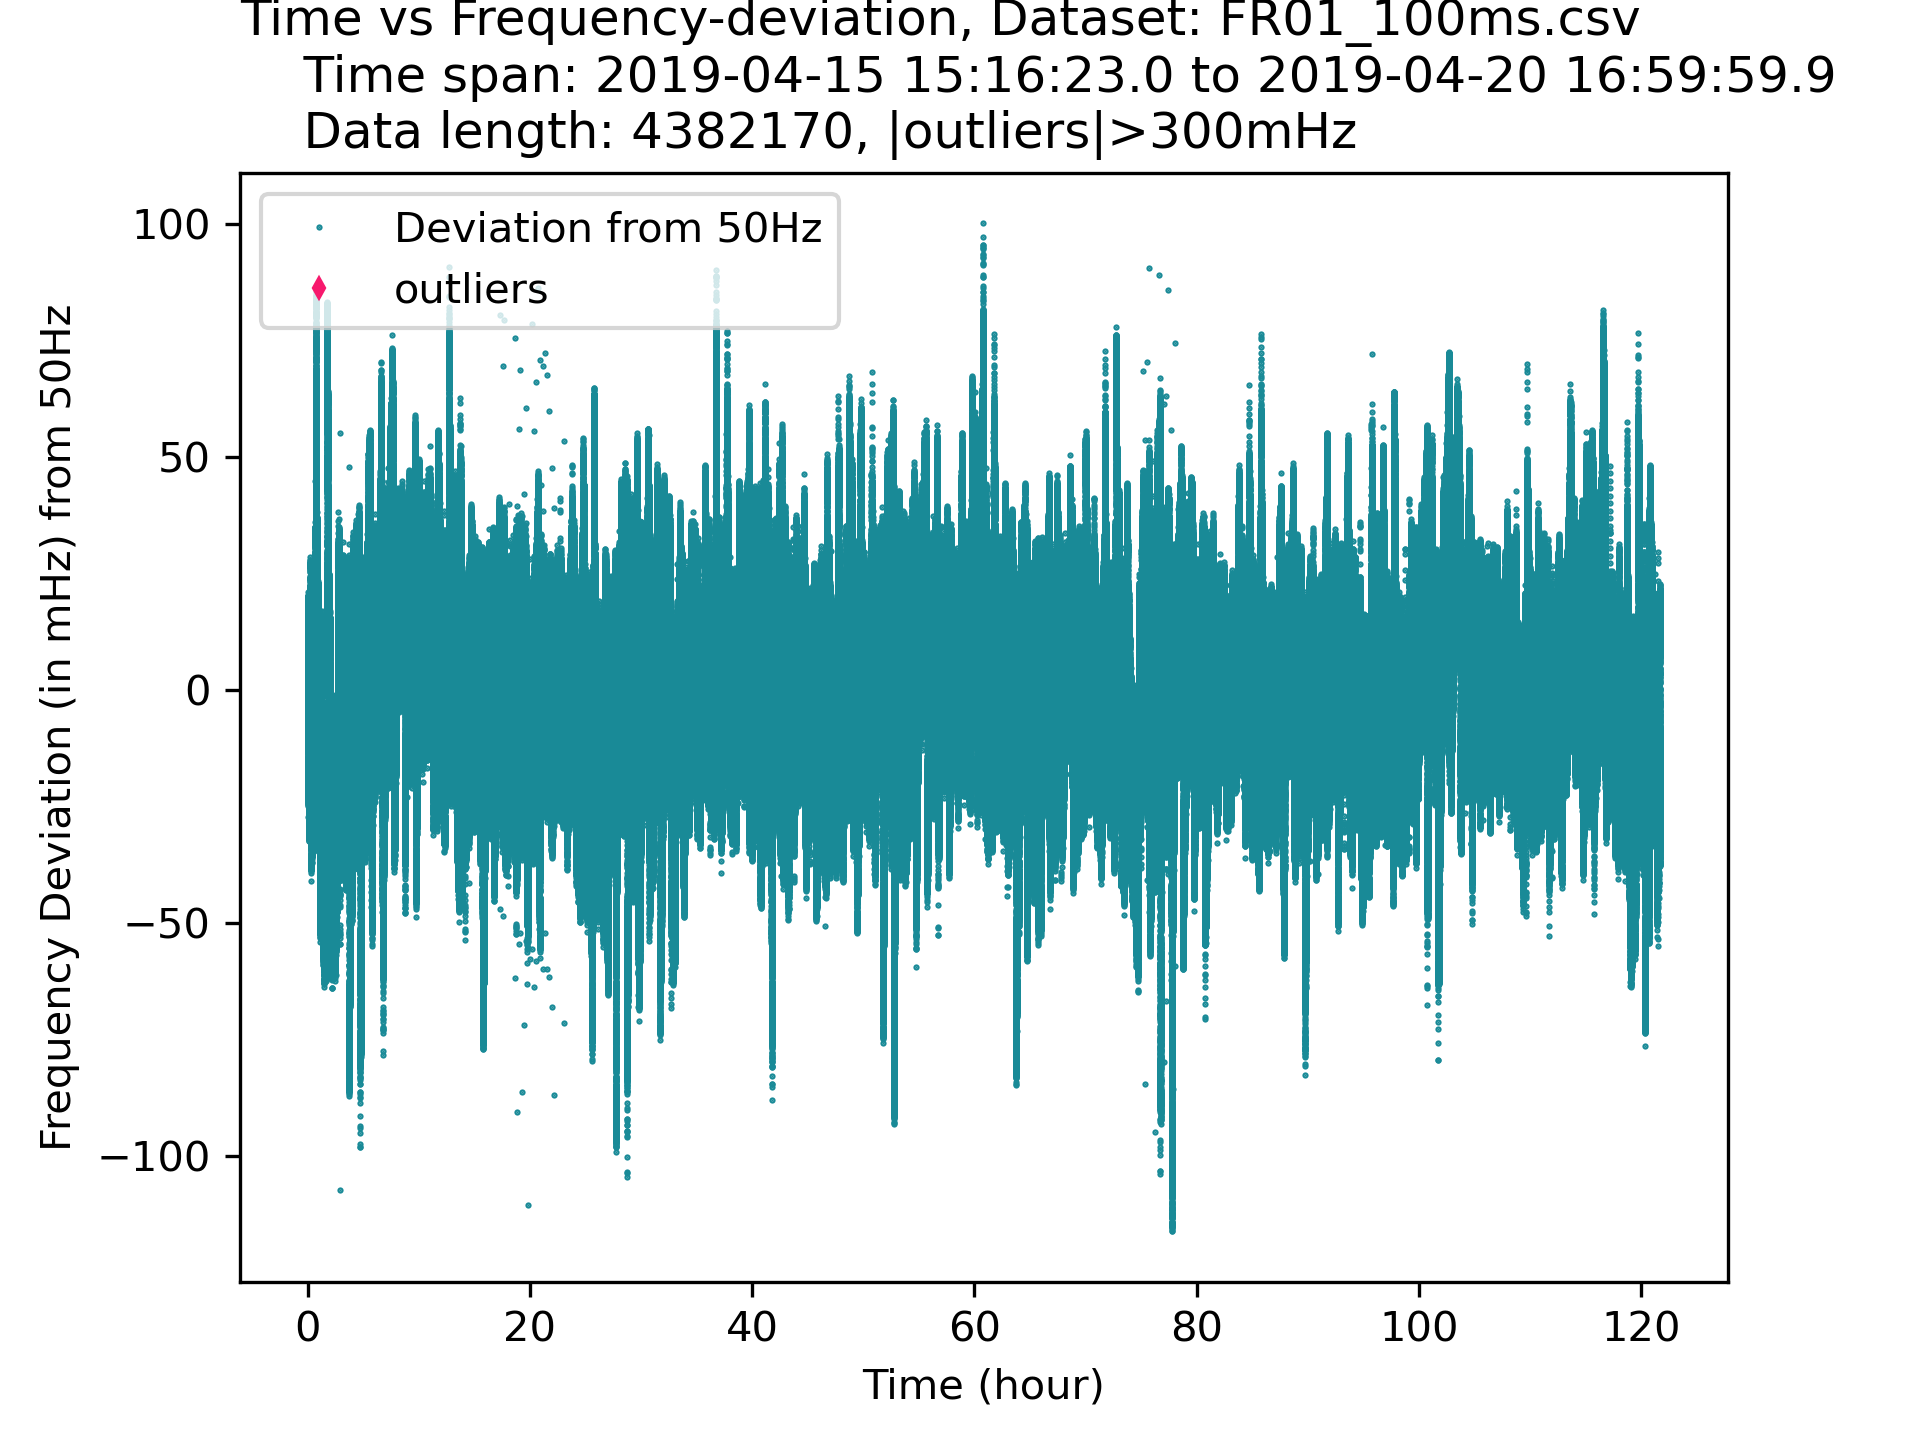 Time vs Frequency-deviation, Dataset: FR01_100ms.csv
Time span: 2019-04-15 15:16:23.0 to 2019-04-20 16:59:59.9
Data length: 4382170, |outliers|>300mHz
Deviation from 50Hz
outliers
100
50
0
−50
−100
Frequency Deviation (in mHz) from 50Hz
0 20 40 60 80 100 120
Time (hour)